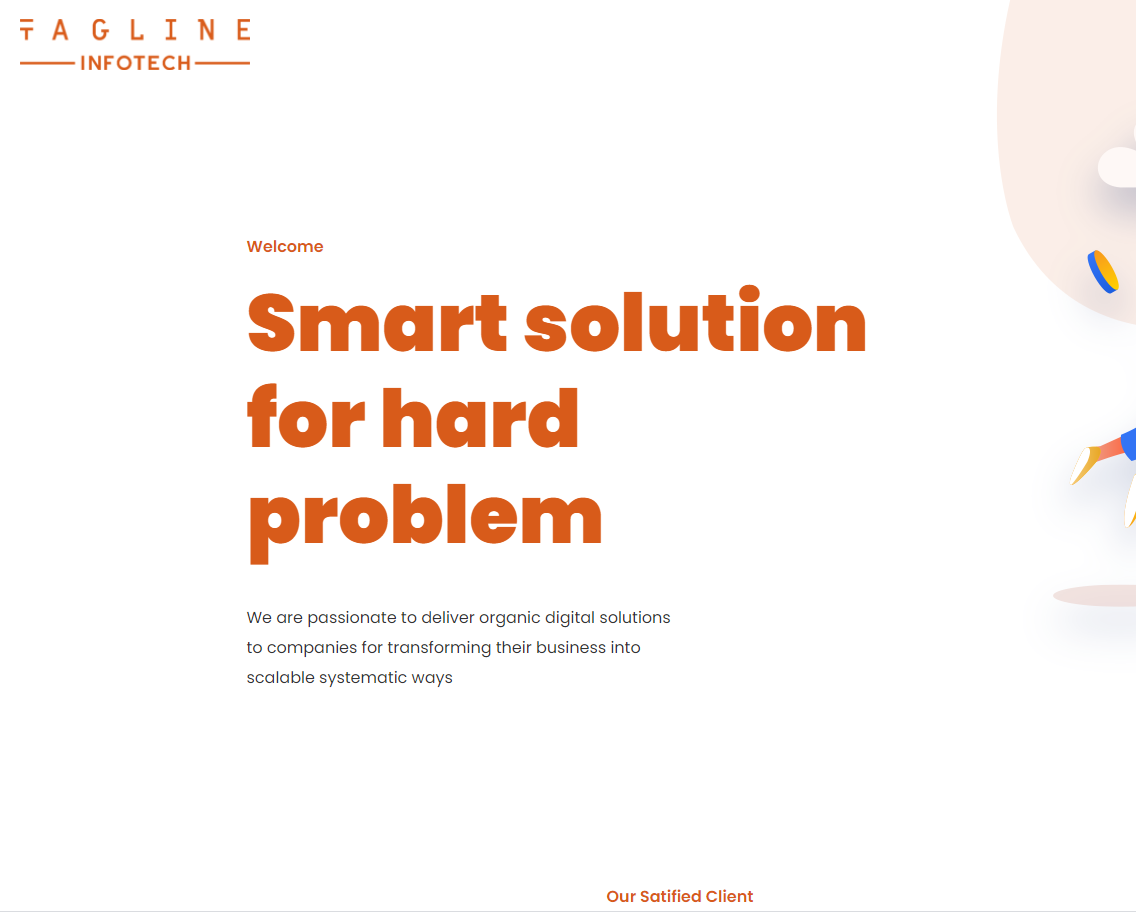 TAGLINE
INFOTECH
Welcome
Smart solution
for hard
problem
We are passionate to deliver organic digital solutions
to companies for transforming their business into
scalable systematic ways
Our Satified Client